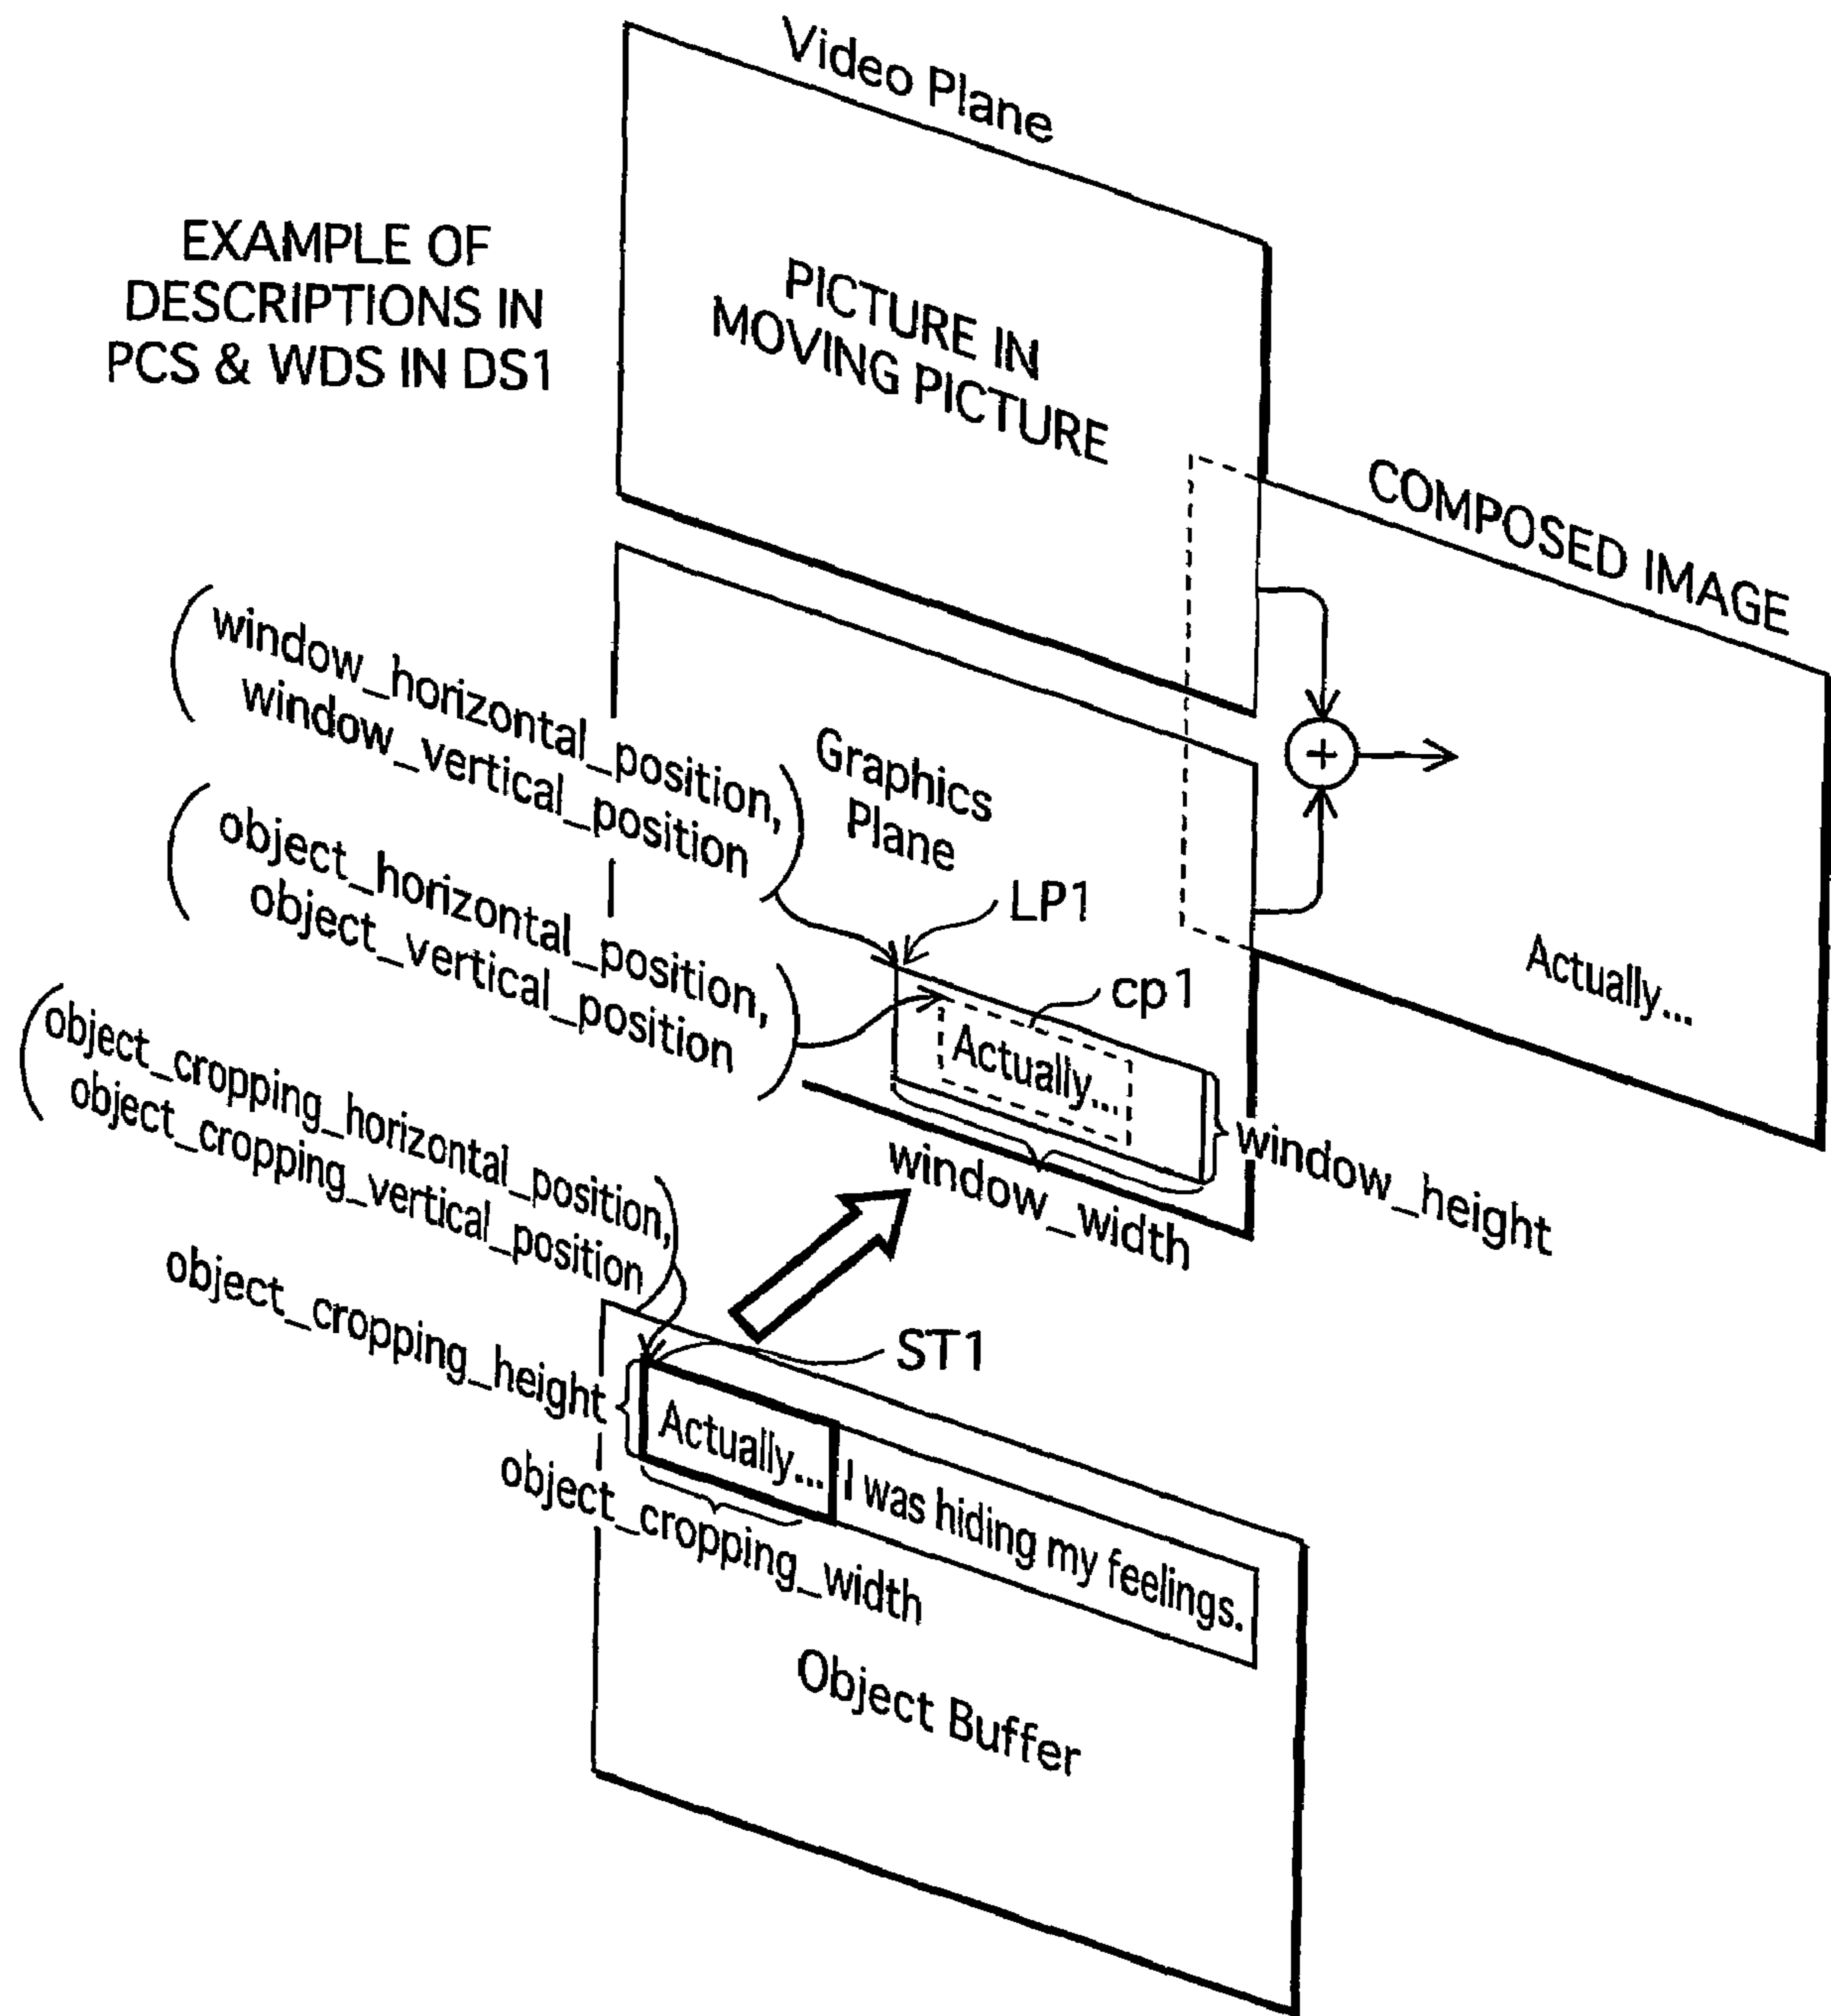 Video Plane
EXAMPLE OF
DESCRIPTIONS IN
PCS & WDS IN DS1
PICTURE IN
MOVING PICTURE
COMPOSED IMAGE
(window_horizontal_position,
window_vertical_position)
Graphics
Plane
+
(object_horizontal_position,
object_vertical_position)
LP1
cp1
Actually...
Actually...
window_height
window_width
(object_cropping_horizontal_position,
object_cropping_vertical_position)
object_cropping_height
ST1
Actually... I was hiding my feelings.
object_cropping_width
Object Buffer